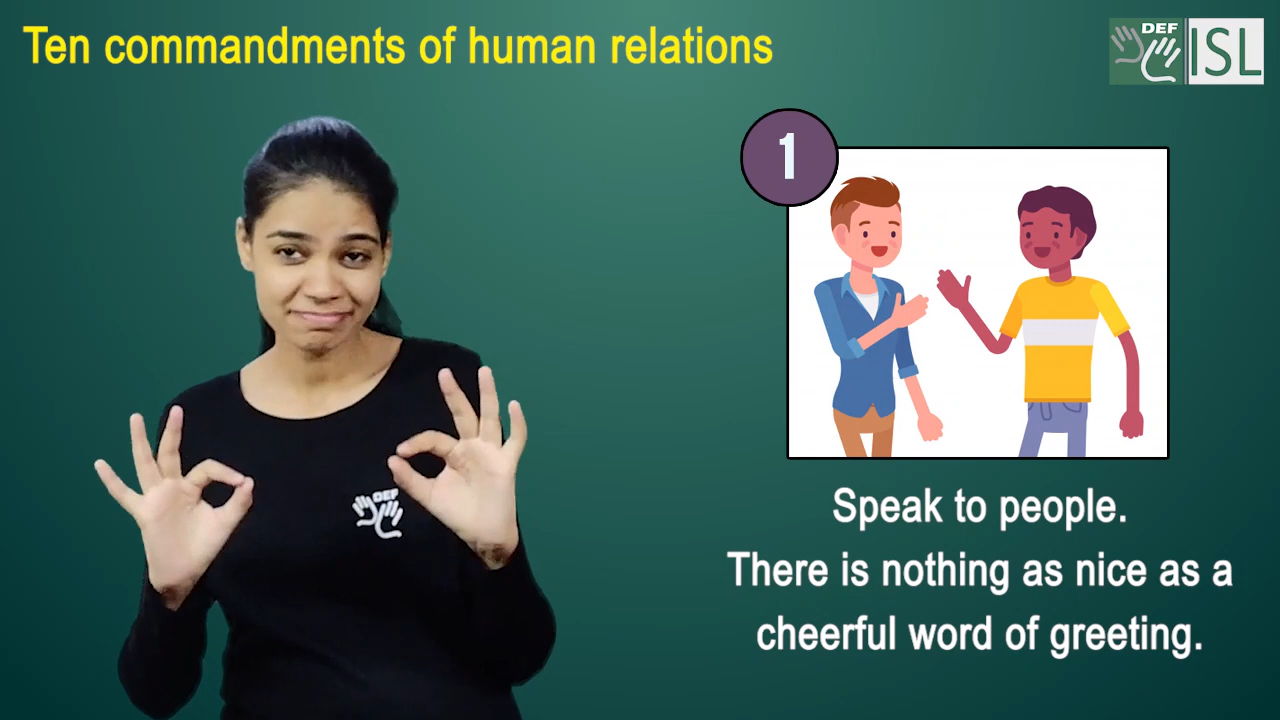 Ten commandments of human relations
DEF
ISL
1
DEF
Speak to people.
There is nothing as nice as a
cheerful word of greeting.